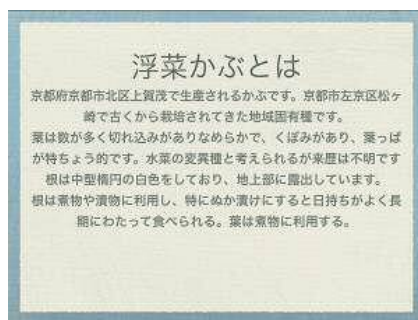 浮菜かぶとは
京都府京都市北区上賀茂で生産されるかぶです。京都市左京区松ヶ
崎で古くから栽培されてきた地域固有種です。
葉は数が多く切れ込みがありなめらかで、くぼみがあり、葉っぱ
が特ちょう的です。水菜の変異種と考えられるが来歴は不明です
根は中型楕円の白色をしており、地上部に露出しています。
根は煮物や漬物に利用し、特にぬか漬けにすると日持ちがよく長
期にわたって食べられる。葉は煮物に利用する。